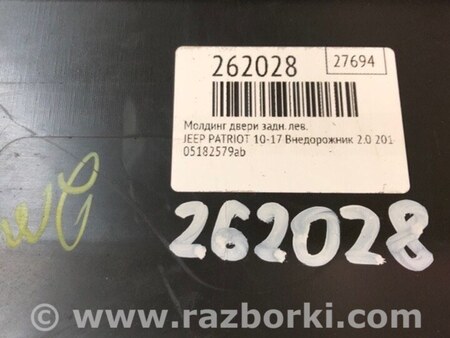 262028
27694
Молдинг двери задн.лев.
JEEP PATRIOT 10-17 Внедорожник 2.0 201
05182579ab
262028
© www.razborki.com